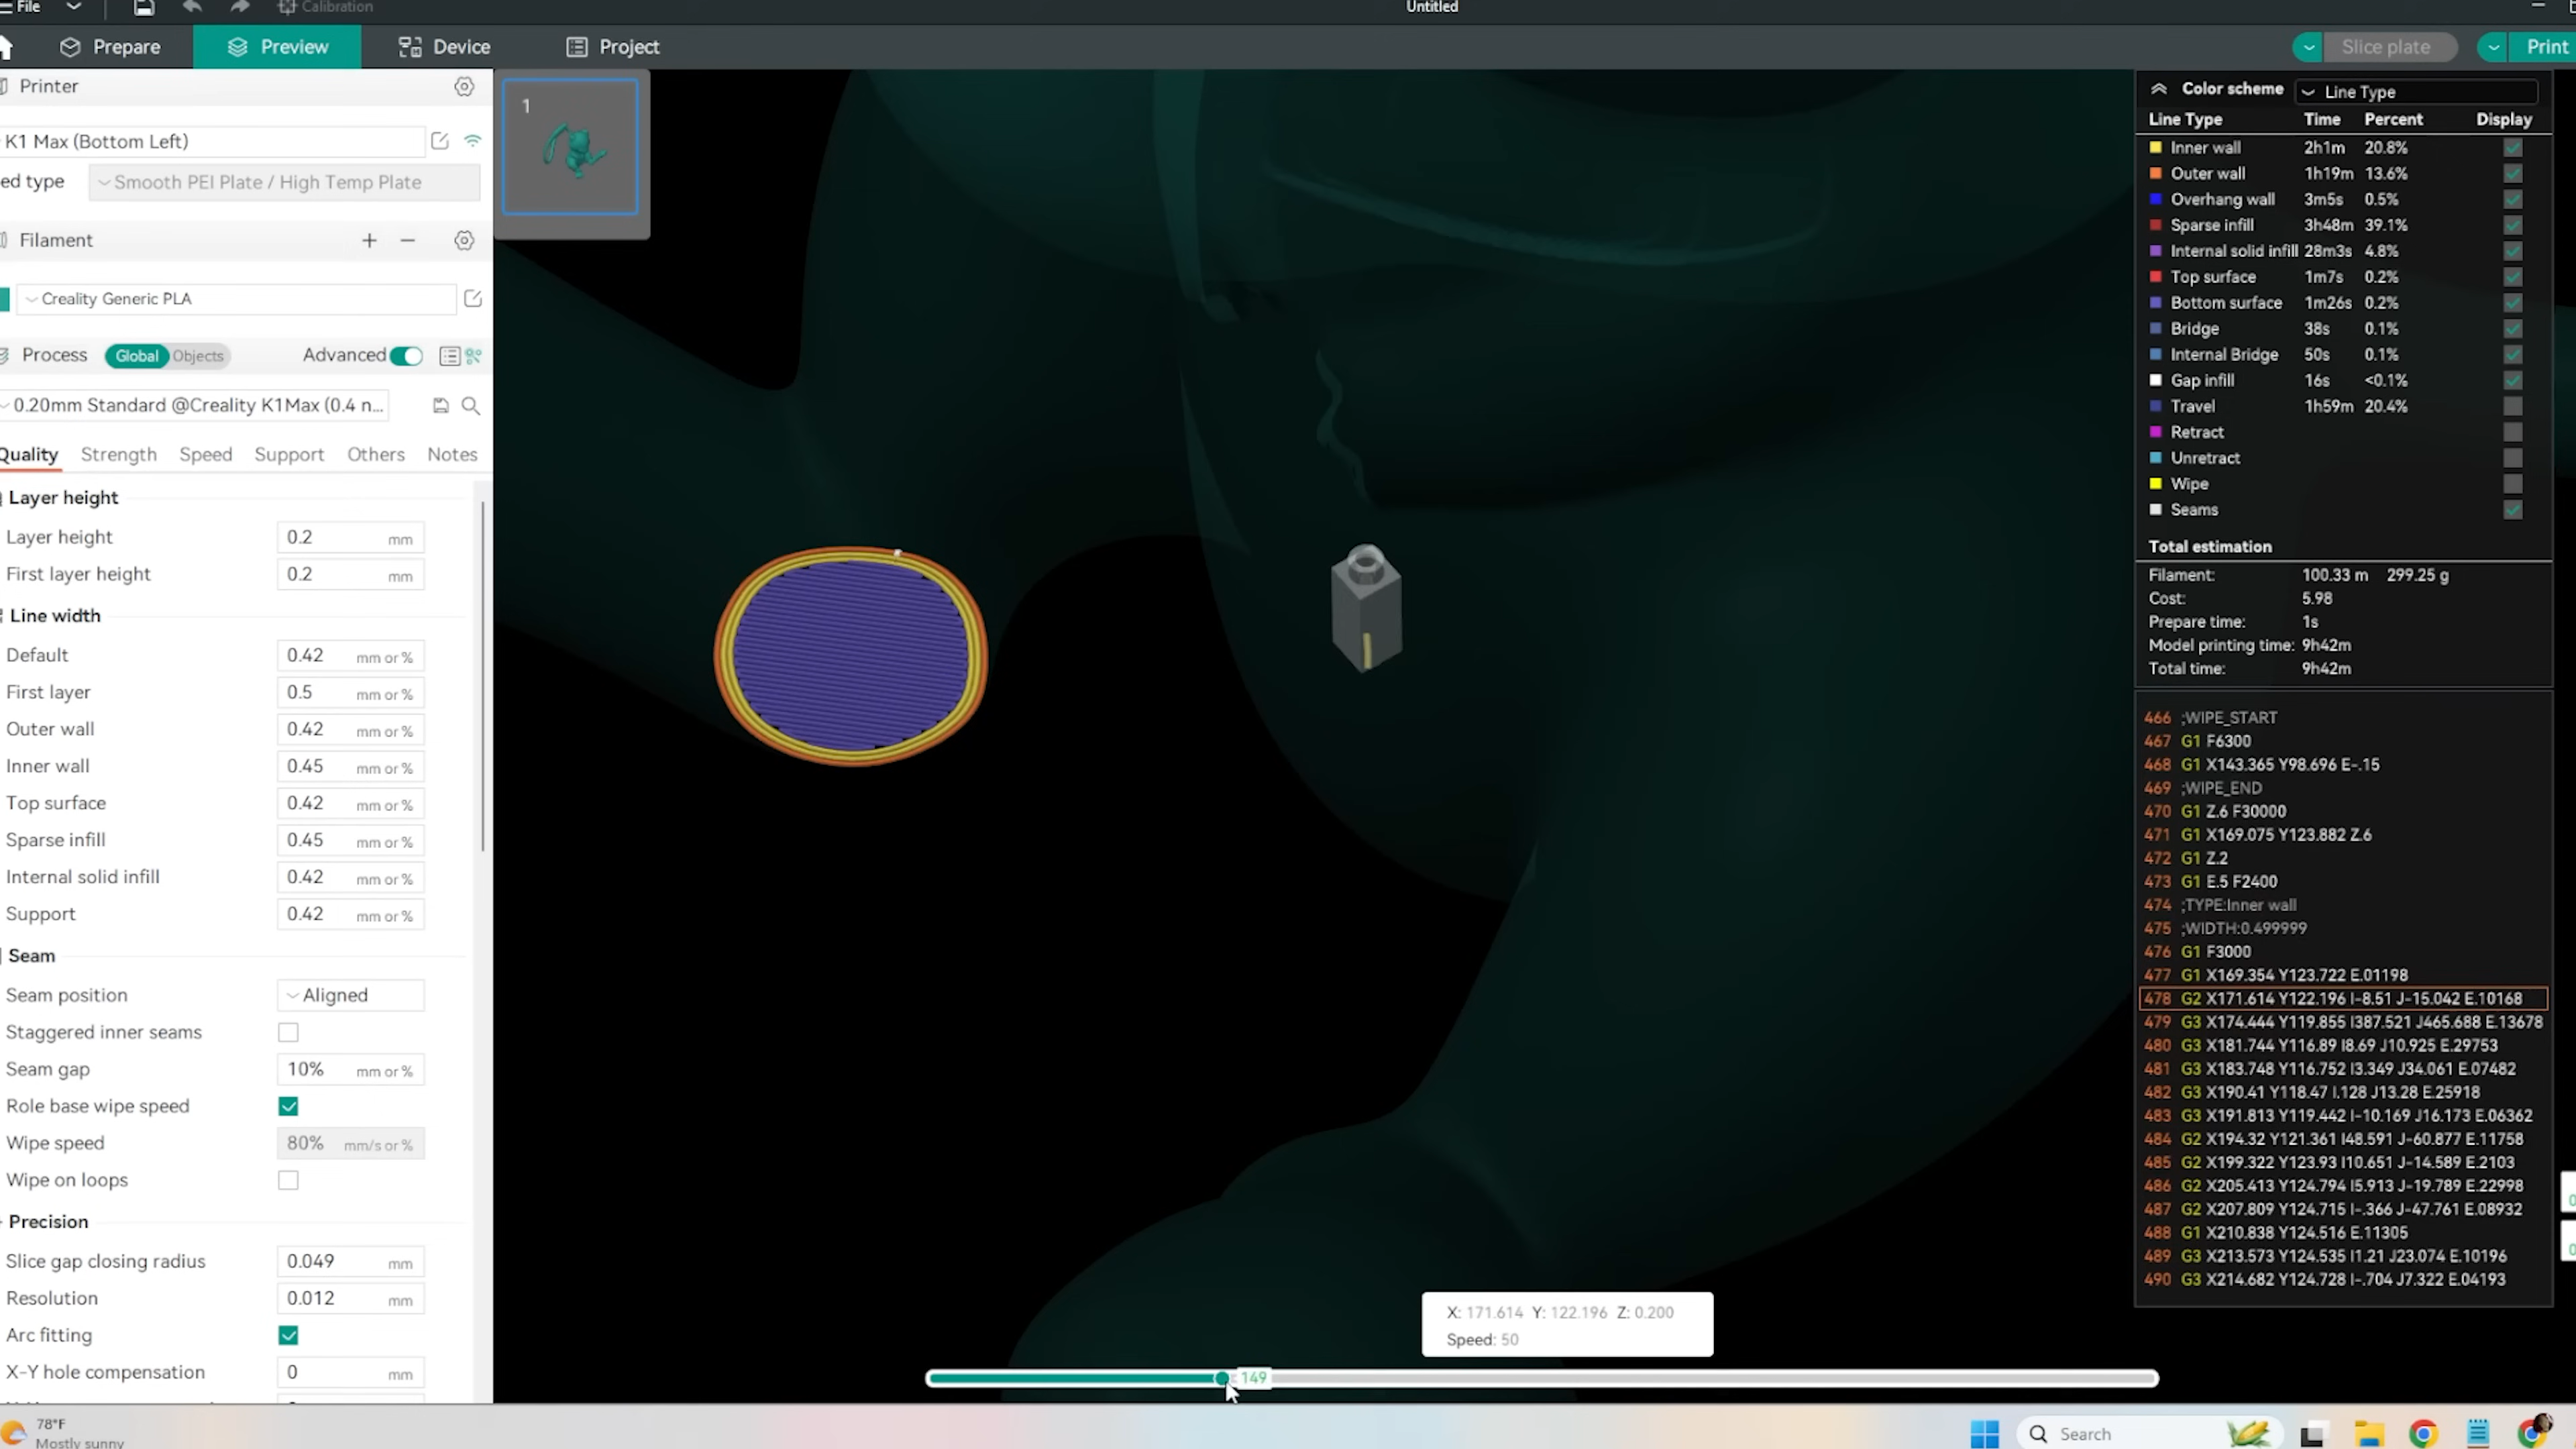 File
Calibration
Untitled
Prepare
Preview
Device
Project
Slice plate
Print
Printer
K1 Max (Bottom Left)
ed type
Smooth PEI Plate / High Temp Plate
Filament
Creality Generic PLA
Process
Global
Objects
Advanced
0.20mm Standard @Creality K1Max (0.4 n...
Quality Strength Speed Support Others Notes
Layer height
Layer height 0.2 mm
First layer height 0.2 mm
Line width
Default 0.42 mm or %
First layer 0.5 mm or %
Outer wall 0.42 mm or %
Inner wall 0.45 mm or %
Top surface 0.42 mm or %
Sparse infill 0.45 mm or %
Internal solid infill 0.42 mm or %
Support 0.42 mm or %
Seam
Seam position Aligned
Staggered inner seams
Seam gap 10% mm or %
Role base wipe speed
Wipe speed 80% mm/s or %
Wipe on loops
Precision
Slice gap closing radius 0.049 mm
Resolution 0.012 mm
Arc fitting
X-Y hole compensation 0 mm
1
Color scheme Line Type
Line Type Time Percent Display
Inner wall 2h1m 20.8%
Outer wall 1h19m 13.6%
Overhang wall 3m5s 0.5%
Sparse infill 3h48m 39.1%
Internal solid infill 28m3s 4.8%
Top surface 1m7s 0.2%
Bottom surface 1m26s 0.2%
Bridge 38s 0.1%
Internal Bridge 50s 0.1%
Gap infill 16s <0.1%
Travel 1h59m 20.4%
Retract
Unretract
Wipe
Seams
Total estimation
Filament: 100.33 m 299.25 g
Cost: 5.98
Prepare time: 1s
Model printing time: 9h42m
Total time: 9h42m
466 ;WIPE_START
467 G1 F6300
468 G1 X143.365 Y98.696 E-.15
469 ;WIPE_END
470 G1 Z.6 F30000
471 G1 X169.075 Y123.882 Z.6
472 G1 Z.2
473 G1 E.5 F2400
474 ;TYPE:Inner wall
475 ;WIDTH:0.499999
476 G1 F3000
477 G1 X169.354 Y123.722 E.01198
478 G2 X171.614 Y122.196 I-8.51 J-15.042 E.10168
479 G3 X174.444 Y119.855 I387.521 J465.688 E.13678
480 G3 X181.744 Y116.89 I8.69 J10.925 E.29753
481 G3 X183.748 Y116.752 I3.349 J34.061 E.07482
482 G3 X190.41 Y118.47 I.128 J13.28 E.25918
483 G3 X191.813 Y119.442 I-10.169 J16.173 E.06362
484 G2 X194.32 Y121.361 I48.591 J-60.877 E.11758
485 G2 X199.322 Y123.93 I10.651 J-14.589 E.2103
486 G2 X205.413 Y124.794 I5.913 J-19.789 E.22998
487 G2 X207.809 Y124.715 I-.366 J-47.761 E.08932
488 G1 X210.838 Y124.516 E.11305
489 G3 X213.573 Y124.535 I1.21 J23.074 E.10196
490 G3 X214.682 Y124.728 I-.704 J7.322 E.04193
X: 171.614 Y: 122.196 Z: 0.200
Speed: 50
149
78°F
Mostly sunny
Search